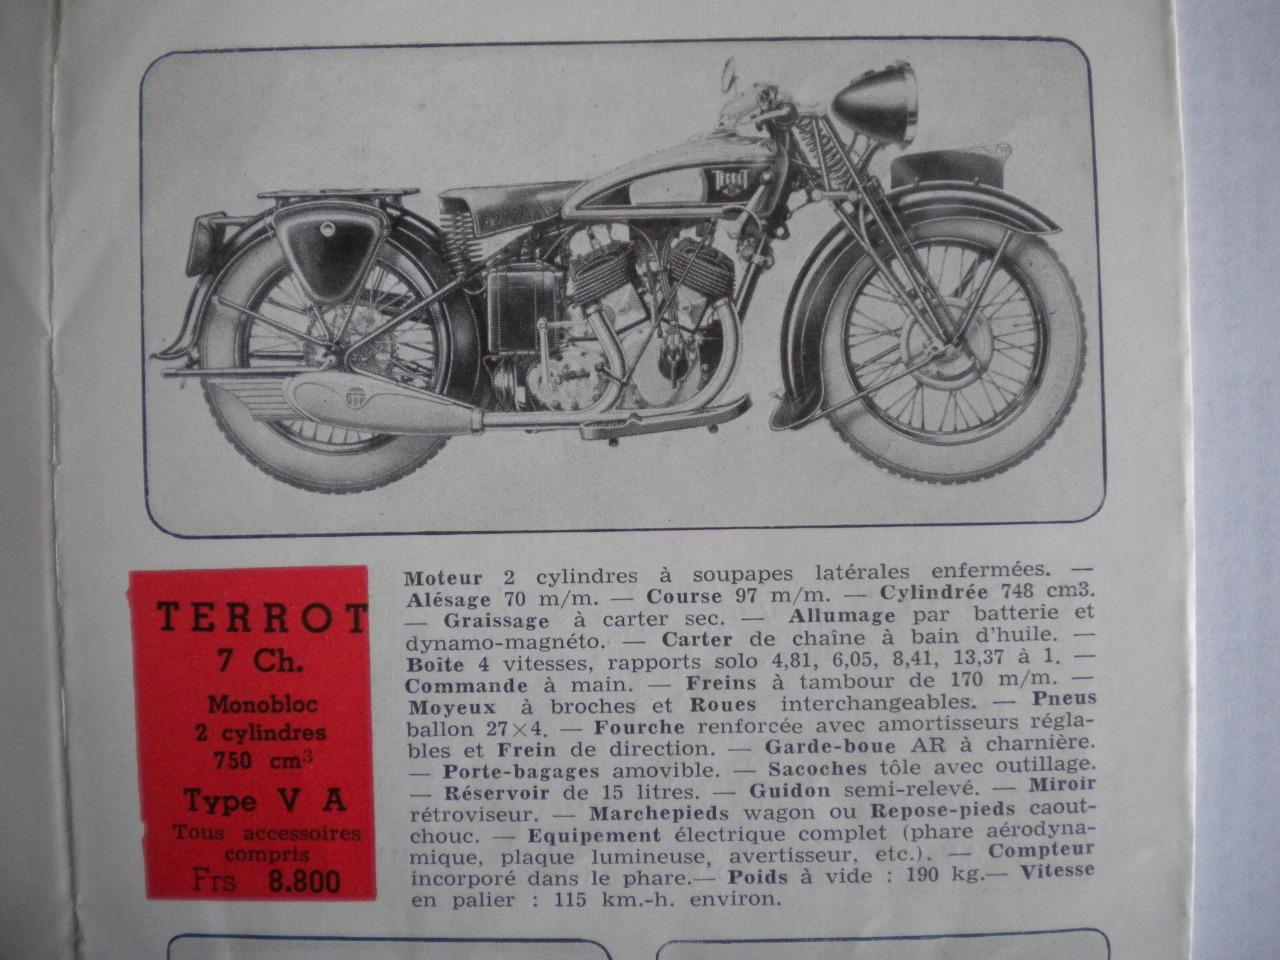 TERROT
TERROT
7 Ch.
Monobloc
2 cylindres
750 cm³
Type V A
Tous accessoires
compris
Frs 8.800
Moteur 2 cylindres à soupapes latérales enfermées. —
Alésage 70 m/m. — Course 97 m/m. — Cylindrée 748 cm3.
— Graissage à carter sec. — Allumage par batterie et
dynamo-magnéto. — Carter de chaîne à bain d'huile. —
Boîte 4 vitesses, rapports solo 4,81, 6,05, 8,41, 13,37 à 1. —
Commande à main. — Freins à tambour de 170 m/m. —
Moyeux à broches et Roues interchangeables. — Pneus
ballon 27×4. — Fourche renforcée avec amortisseurs régla-
bles et Frein de direction. — Garde-boue AR à charnière.
— Porte-bagages amovible. — Sacoches tôle avec outillage.
— Réservoir de 15 litres. — Guidon semi-relevé. — Miroir
rétroviseur. — Marchepieds wagon ou Repose-pieds caout-
chouc. — Equipement électrique complet (phare aérodyna-
mique, plaque lumineuse, avertisseur, etc.). — Compteur
incorporé dans le phare.— Poids à vide : 190 kg.— Vitesse
en palier : 115 km.-h. environ.